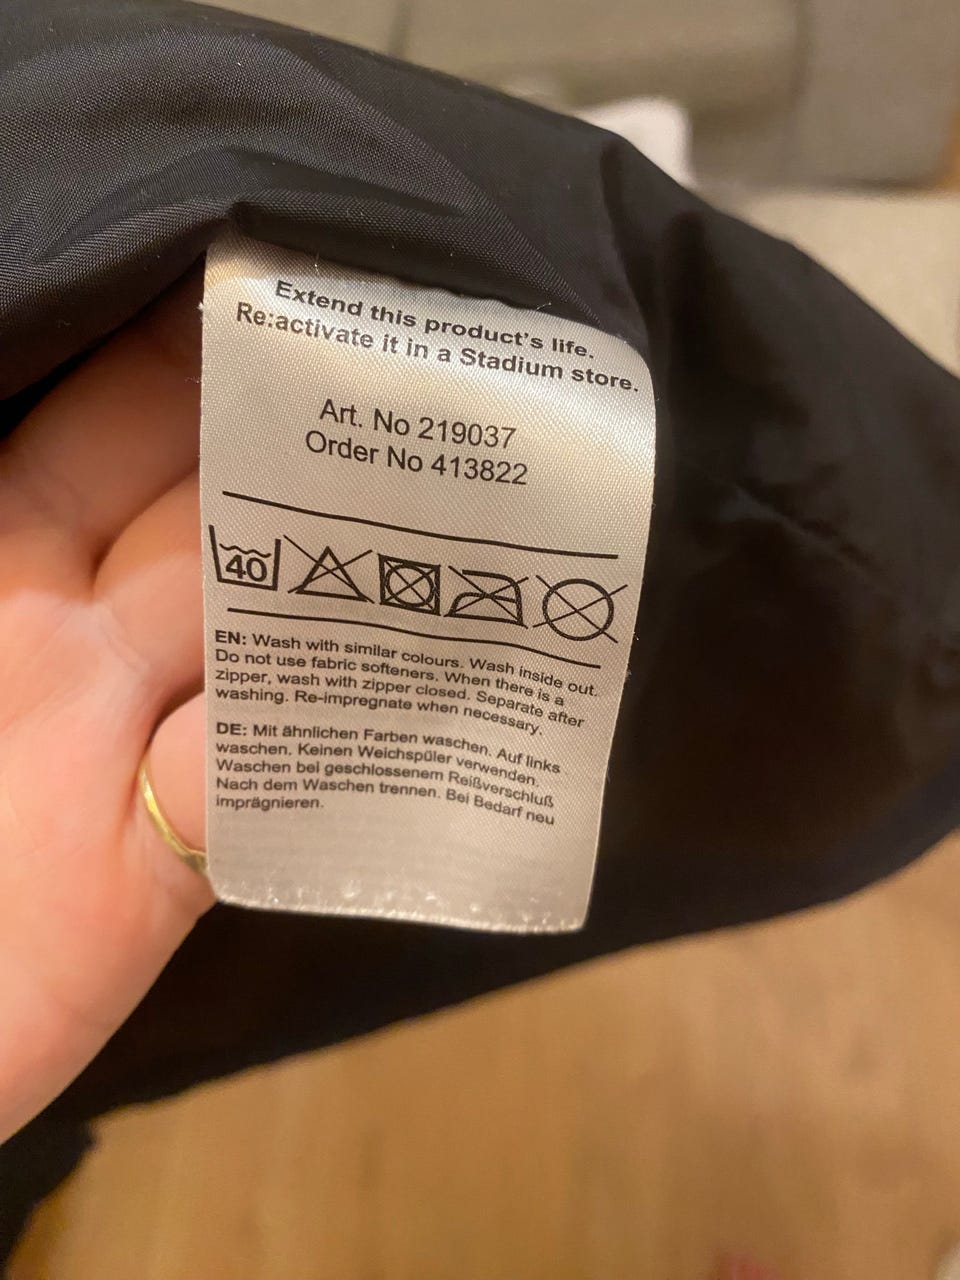 Extend this product's life.
Re:activate it in a Stadium store.
Art. No 219037
Order No 413822
40
EN: Wash with similar colours. Wash inside out.
Do not use fabric softeners. When there is a
zipper, wash with zipper closed. Separate after
washing. Re-impregnate when necessary.
DE: Mit ähnlichen Farben waschen. Auf links
waschen. Keinen Weichspüler verwenden.
Waschen bei geschlossenem Reißverschluß
Nach dem Waschen trennen. Bei Bedarf neu
imprägnieren.